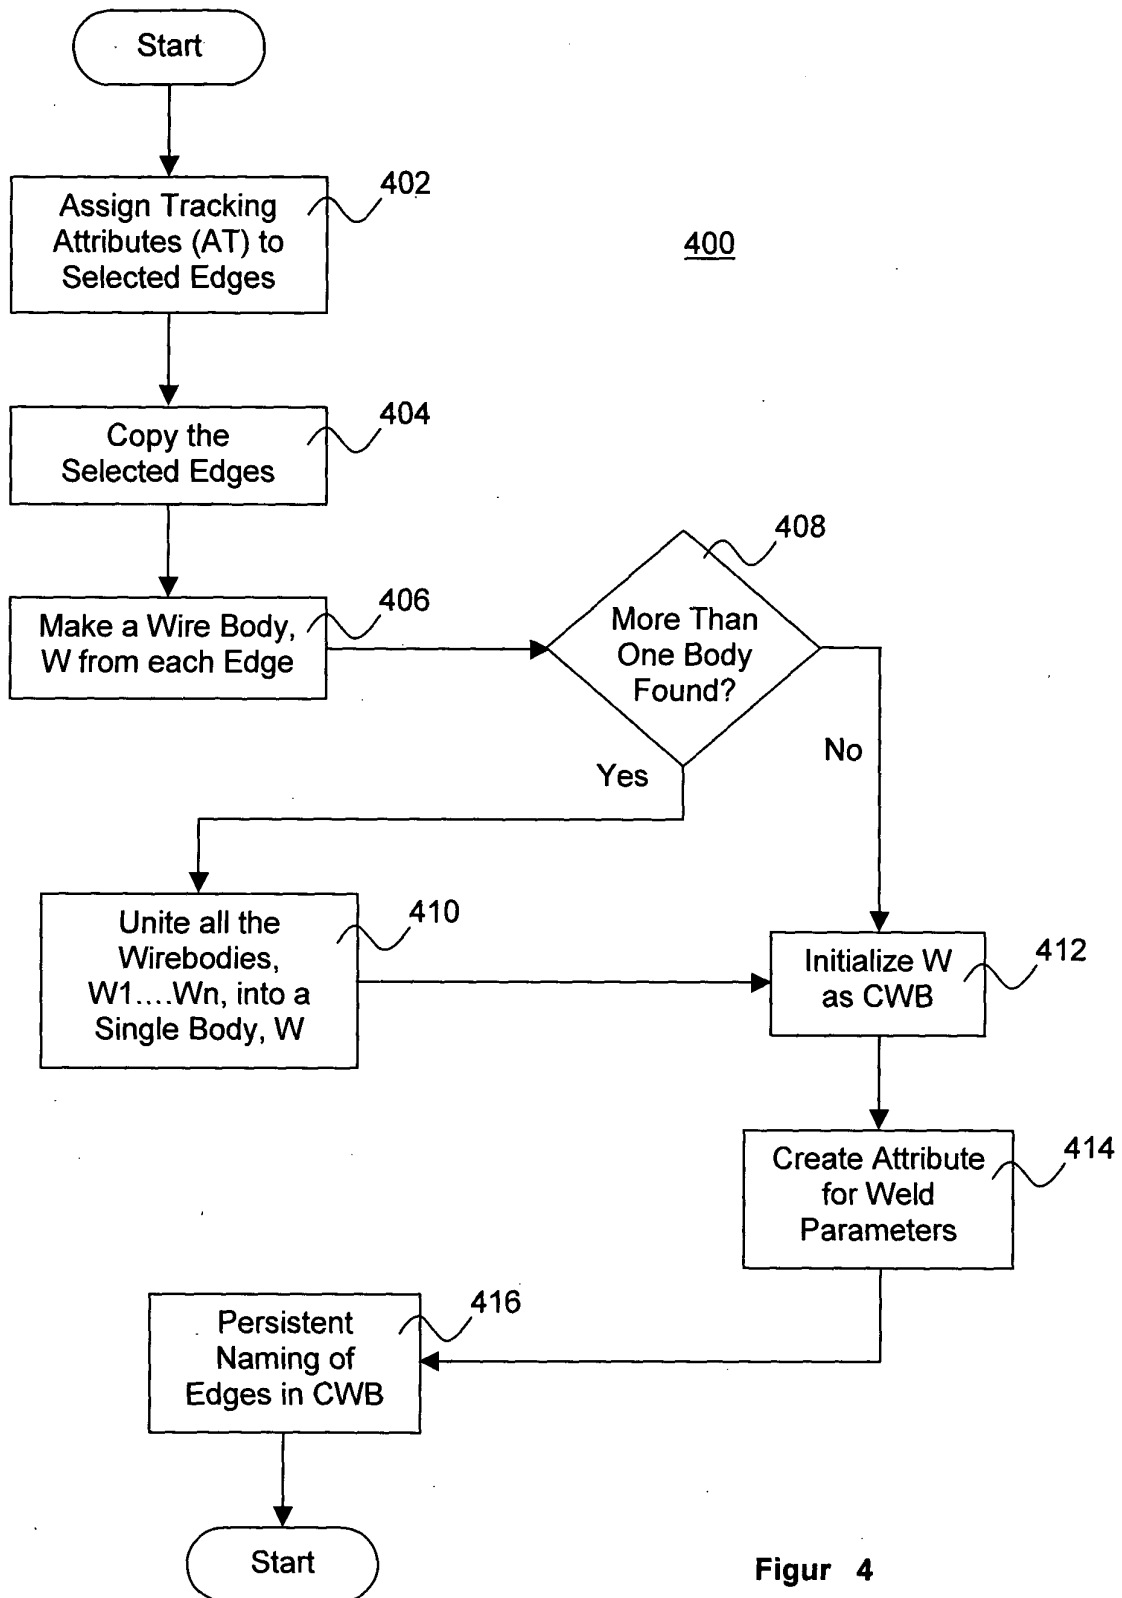 Start
402
Assign Tracking
Attributes (AT) to
Selected Edges
400
404
Copy the
Selected Edges
408
406
Make a Wire Body,
W from each Edge
More Than
One Body
Found?
No
Yes
410
Unite all the
Wirebodies,
W1....Wn, into a
Single Body, W
412
Initialize W
as CWB
414
Create Attribute
for Weld
Parameters
416
Persistent
Naming of
Edges in CWB
Start
Figur 4